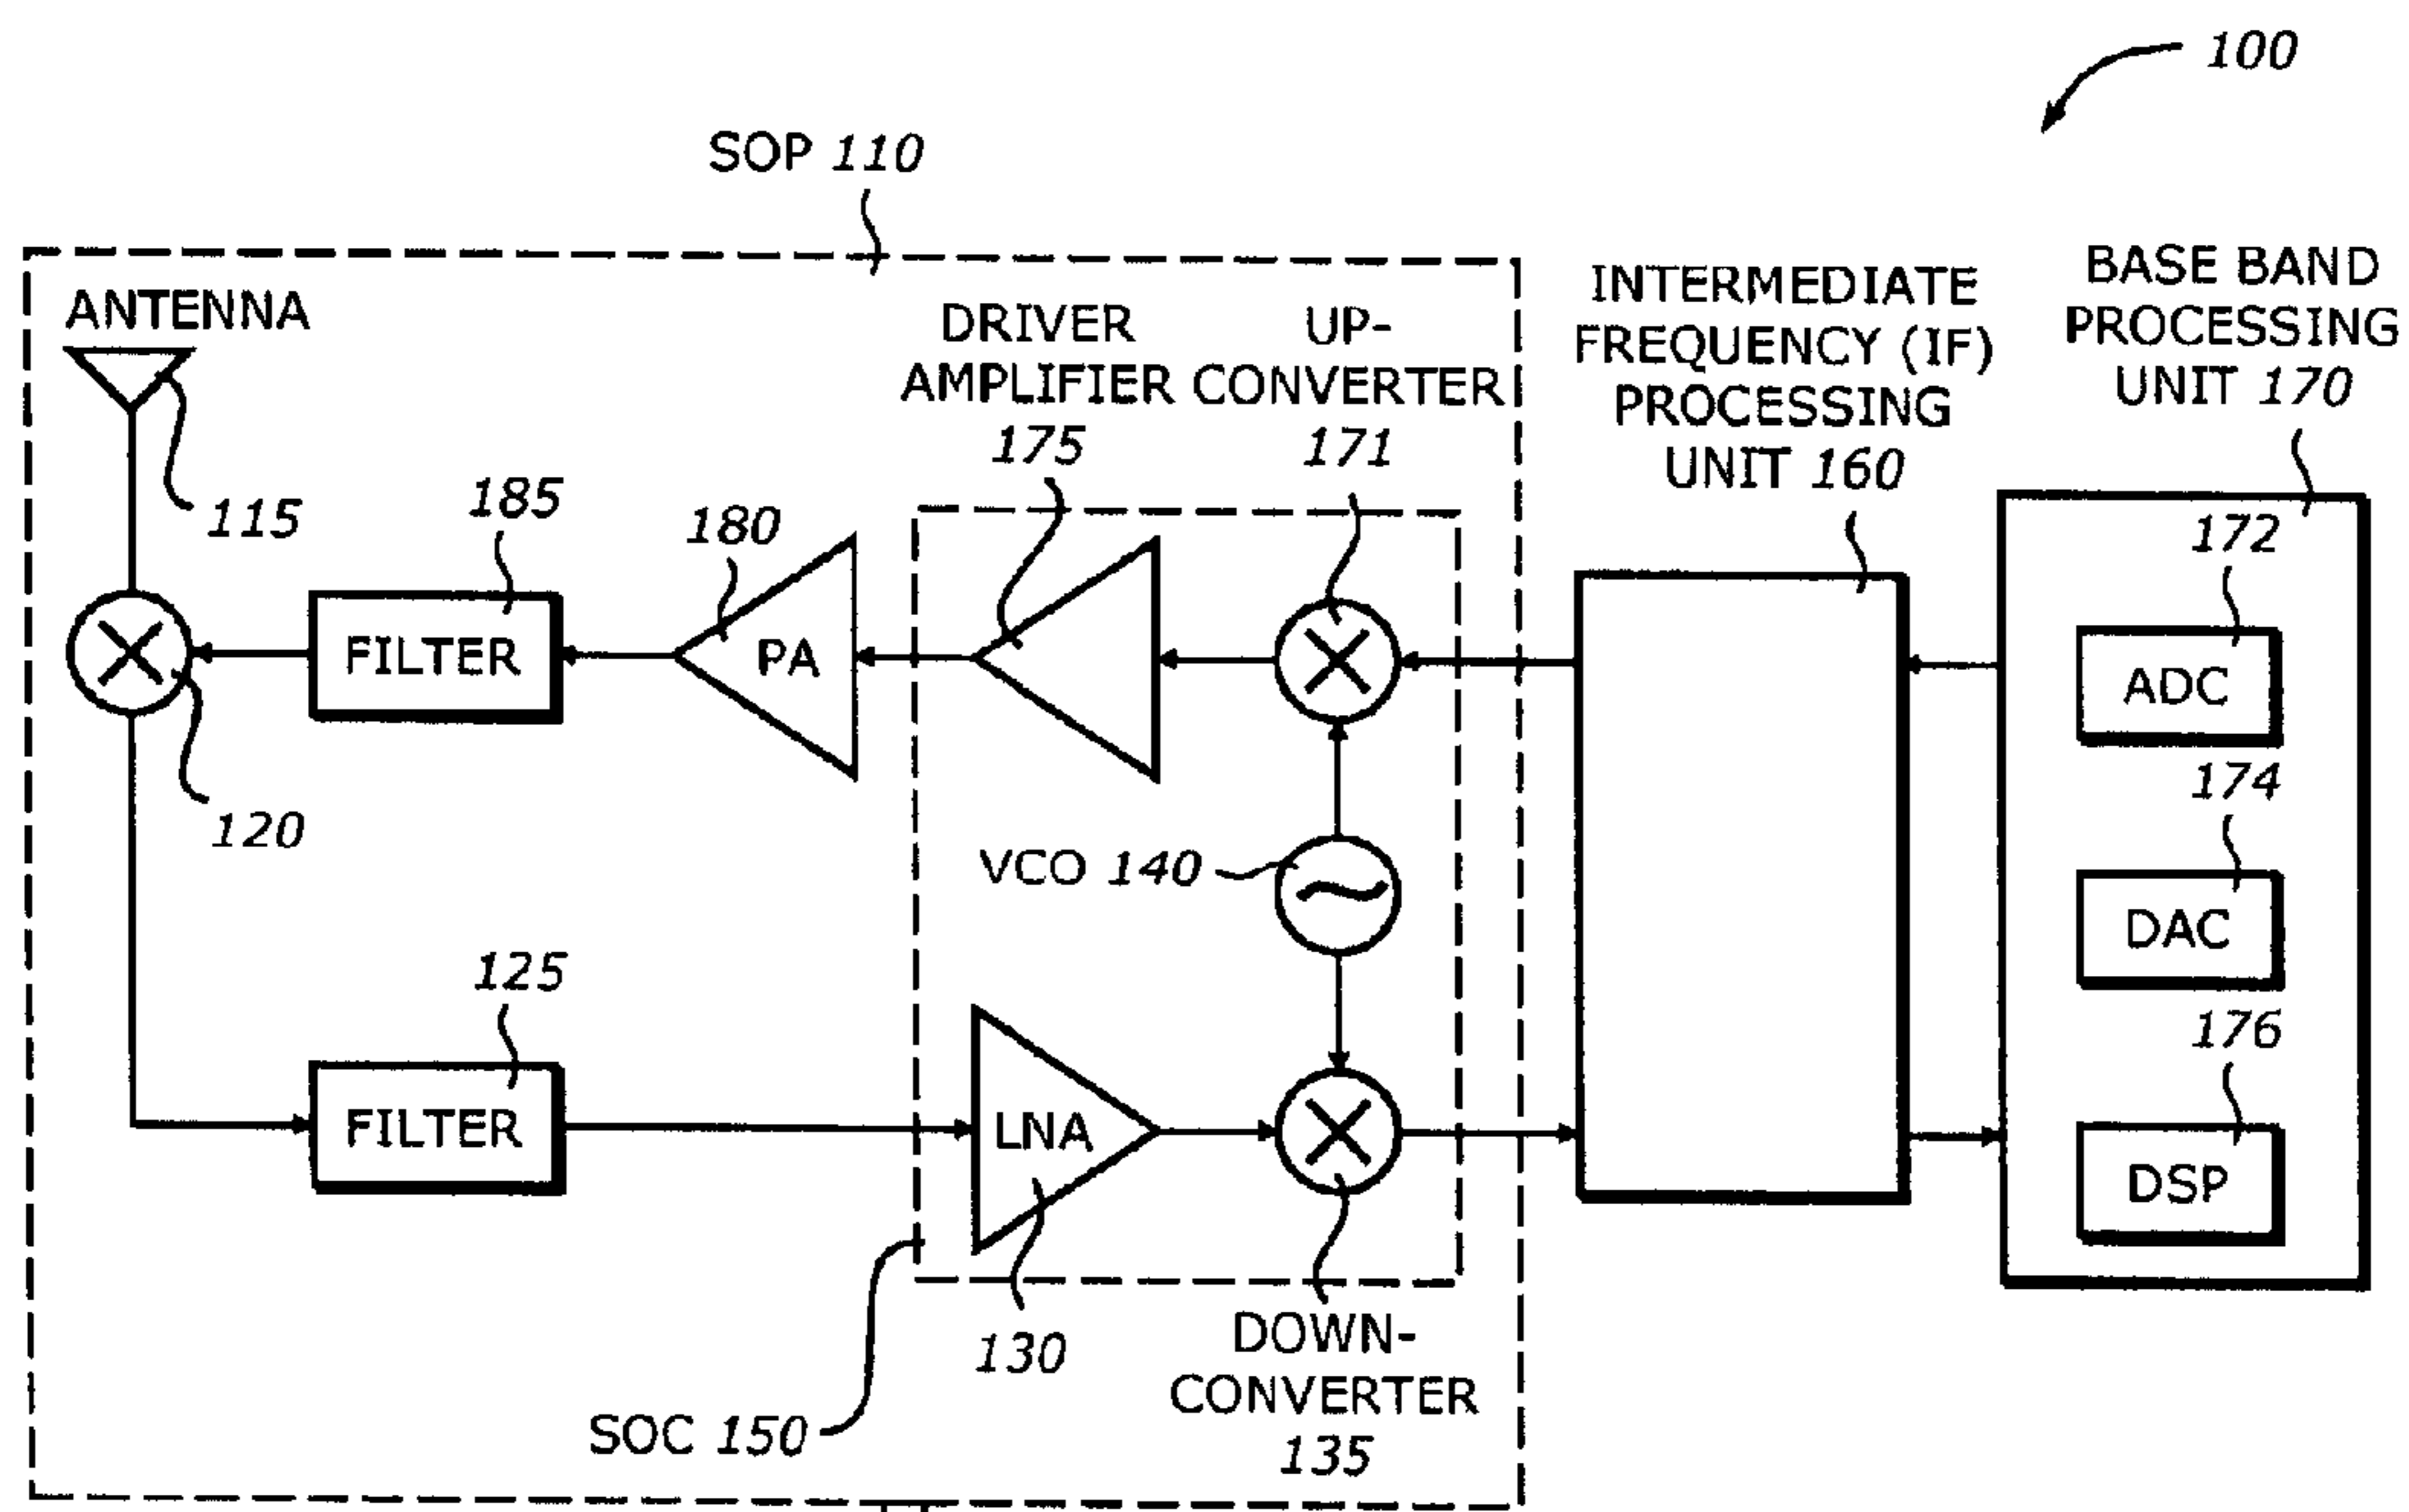 100
SOP 110
ANTENNA
115
120
185
FILTER
180
PA
DRIVER
AMPLIFIER
175
UP-
CONVERTER
171
VCO 140
125
FILTER
LNA
130
DOWN-
CONVERTER
135
SOC 150
INTERMEDIATE
FREQUENCY (IF)
PROCESSING
UNIT 160
BASE BAND
PROCESSING
UNIT 170
172
ADC
174
DAC
176
DSP